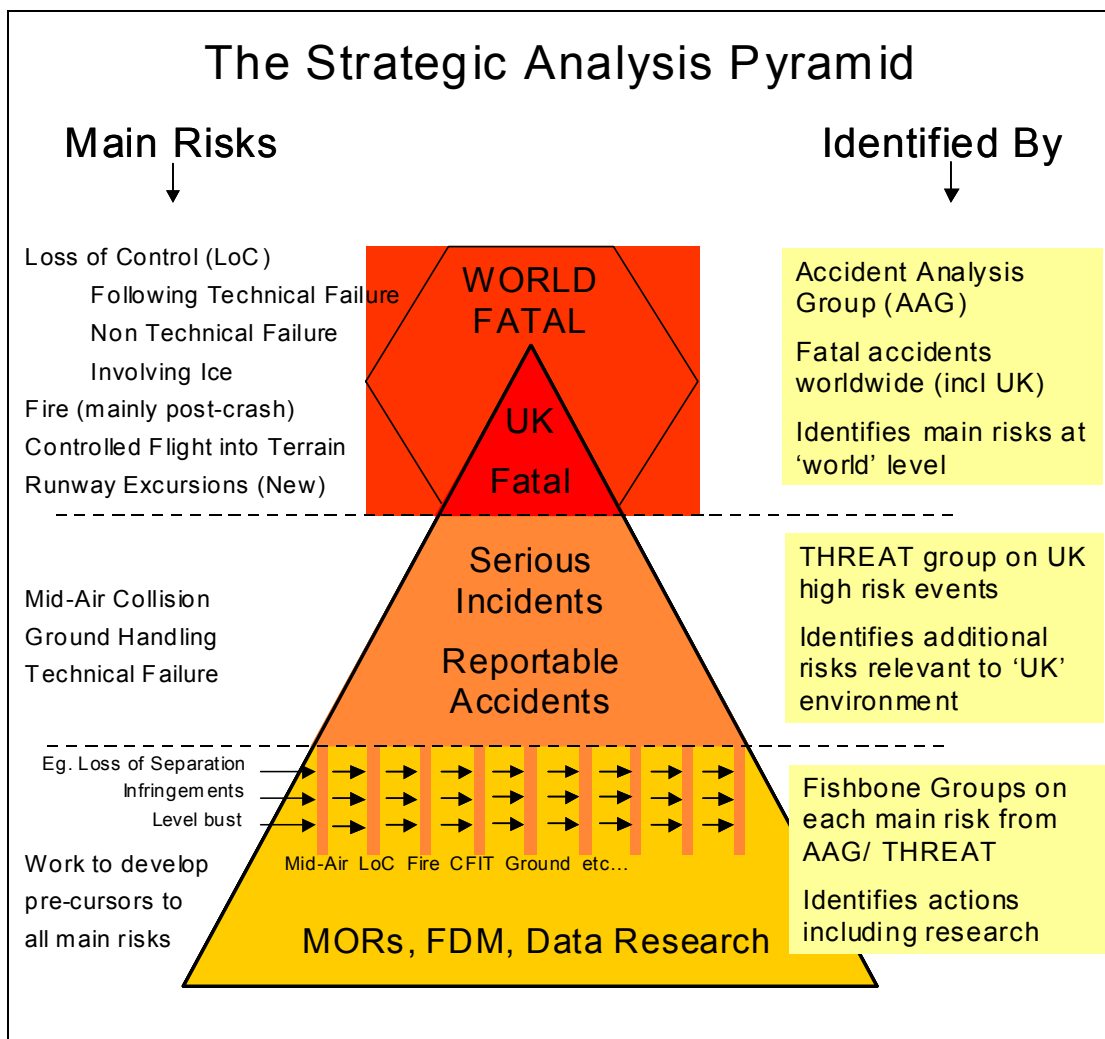 The Strategic Analysis Pyramid
Main Risks
Identified By
Loss of Control (LoC)
Following Technical Failure
Non Technical Failure
Involving Ice
Fire (mainly post-crash)
Controlled Flight into Terrain
Runway Excursions (New)
WORLD
FATAL
UK
Fatal
Accident Analysis
Group (AAG)
Fatal accidents
worldwide (incl UK)
Identifies main risks at
‘world’ level
Mid-Air Collision
Ground Handling
Technical Failure
Serious
Incidents
Reportable
Accidents
THREAT group on UK
high risk events
Identifies additional
risks relevant to ‘UK’
environment
Eg. Loss of Separation
Infringements
Level bust
Work to develop
pre-cursors to
all main risks
Mid-Air LoC Fire CFIT Ground etc...
MORs, FDM, Data Research
Fishbone Groups on
each main risk from
AAG/ THREAT
Identifies actions
including research